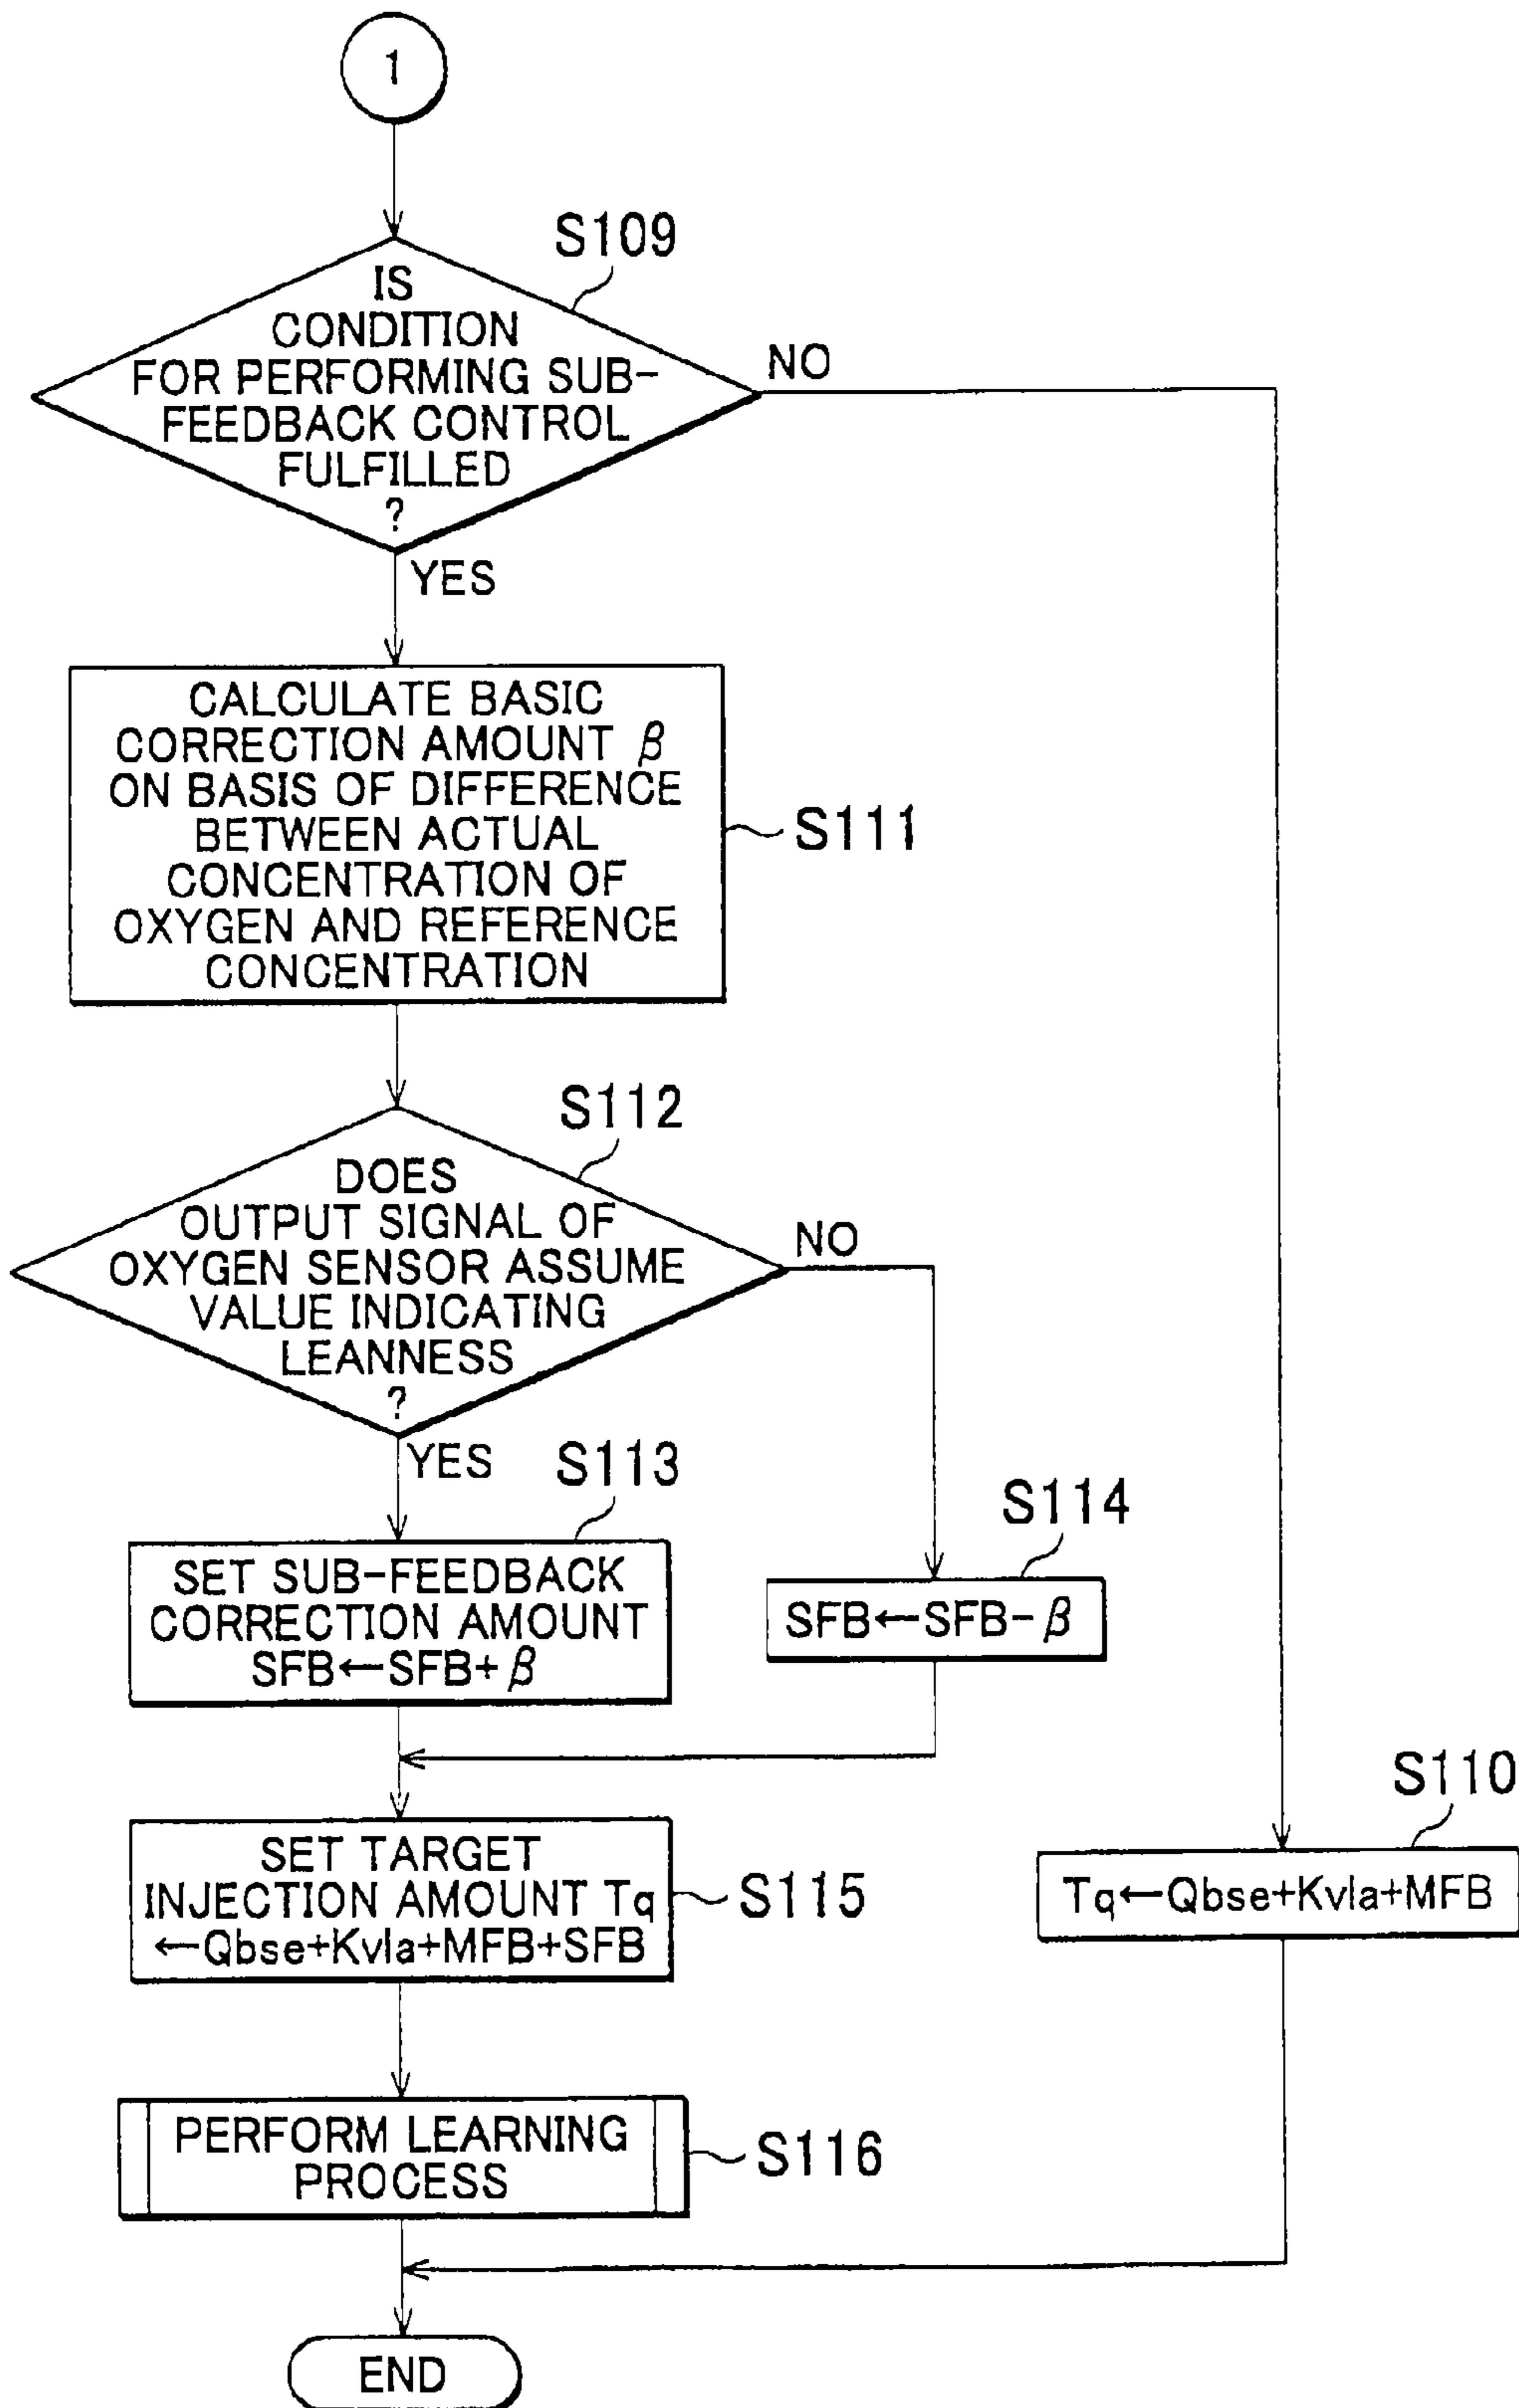 1
S109
IS
CONDITION
FOR PERFORMING SUB-
FEEDBACK CONTROL
FULFILLED
?
NO
YES
CALCULATE BASIC
CORRECTION AMOUNT β
ON BASIS OF DIFFERENCE
BETWEEN ACTUAL
CONCENTRATION OF
OXYGEN AND REFERENCE
CONCENTRATION
S111
S112
DOES
OUTPUT SIGNAL OF
OXYGEN SENSOR ASSUME
VALUE INDICATING
LEANNESS
?
NO
YES
S113
SET SUB-FEEDBACK
CORRECTION AMOUNT
SFB←SFB+β
S114
SFB←SFB-β
S110
Tq←Qbse+Kvla+MFB
SET TARGET
INJECTION AMOUNT Tq
←Qbse+Kvla+MFB+SFB
S115
PERFORM LEARNING
PROCESS
S116
END